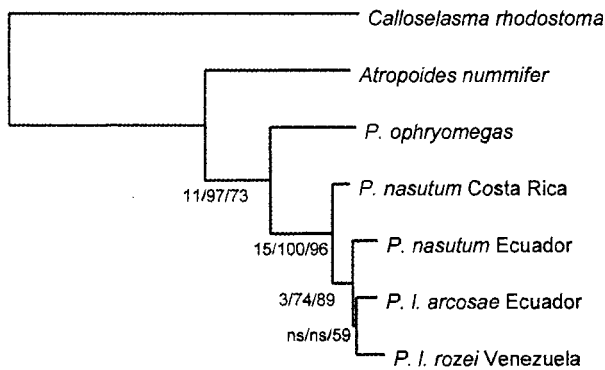 Calloselasma rhodostoma
Atropoides nummifer
P. ophryomegas
11/97/73
P. nasutum Costa Rica
15/100/96
P. nasutum Ecuador
3/74/89
P. l. arcosae Ecuador
ns/ns/59
P. l. rozei Venezuela